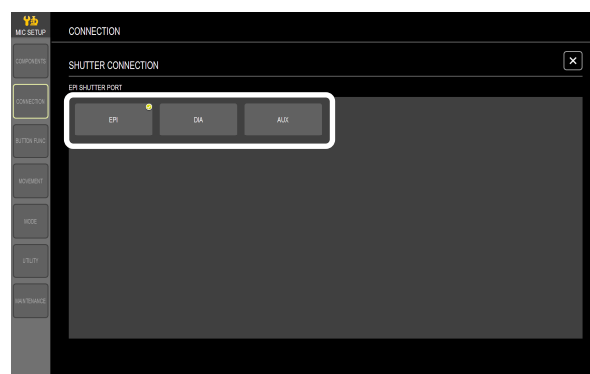 MIC SETUP
CONNECTION
COMPONENTS
SHUTTER CONNECTION
EPI SHUTTER PORT
CONNECTION
EPI
DIA
AUX
BUTTON FUNC.
MOVEMENT
MODE
UTILITY
MAINTENANCE